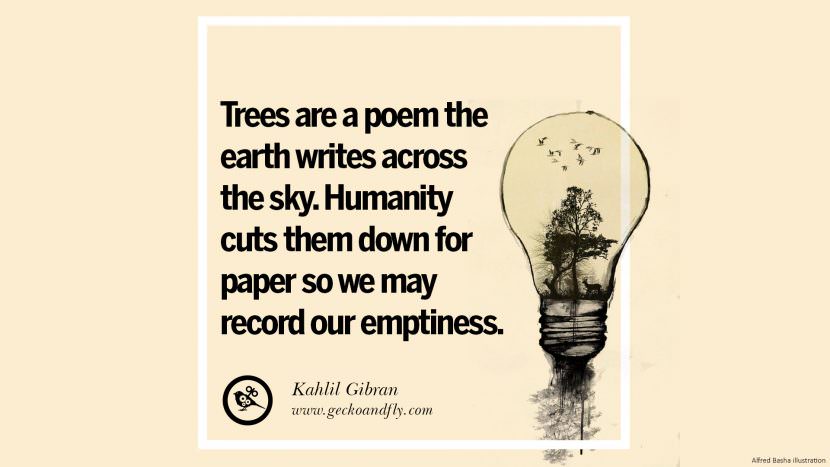 Trees are a poem the
earth writes across
the sky. Humanity
cuts them down for
paper so we may
record our emptiness.
Kahlil Gibran
www.geckoandfly.com
Alfred Basha illustration